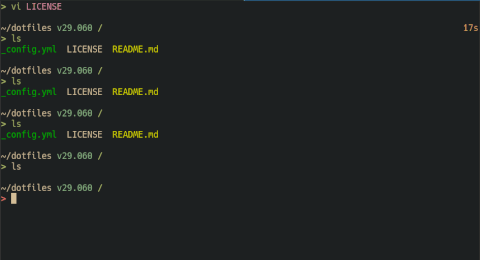 > vl LICENSE
~/dotfiles v29.060 / 17s
> ls
_config.yml LICENSE README.md
~/dotfiles v29.060 /
> ls
_config.yml LICENSE README.md
~/dotfiles v29.060 /
> ls
_config.yml LICENSE README.md
~/dotfiles v29.060 /
> ls
~/dotfiles v29.060 /
>